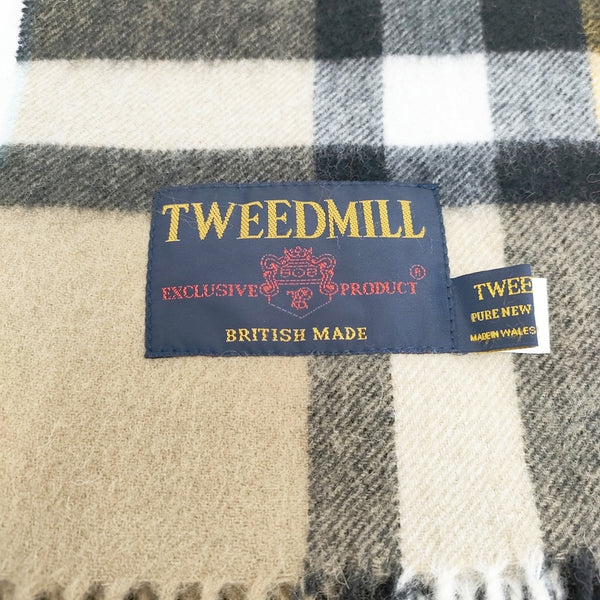 TWEEDMILL
EXCLUSIVE PRODUCT ®
BRITISH MADE
TWEE
PURE NEW
MADE IN WALES